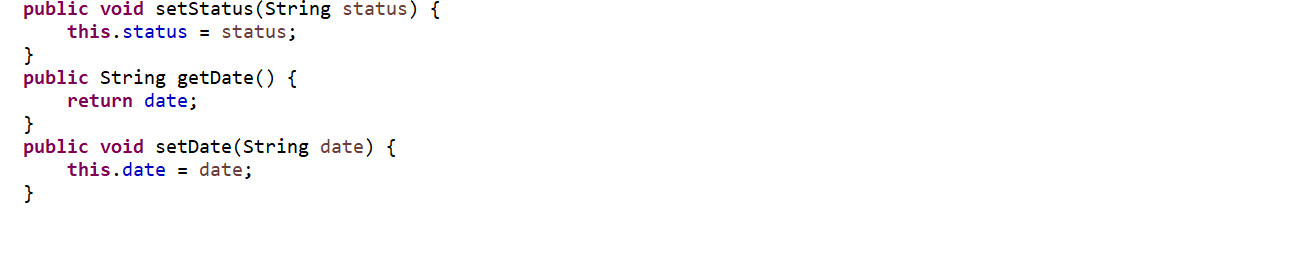 public void setStatus(String status) {
    this.status = status;
}
public String getDate() {
    return date;
}
public void setDate(String date) {
    this.date = date;
}